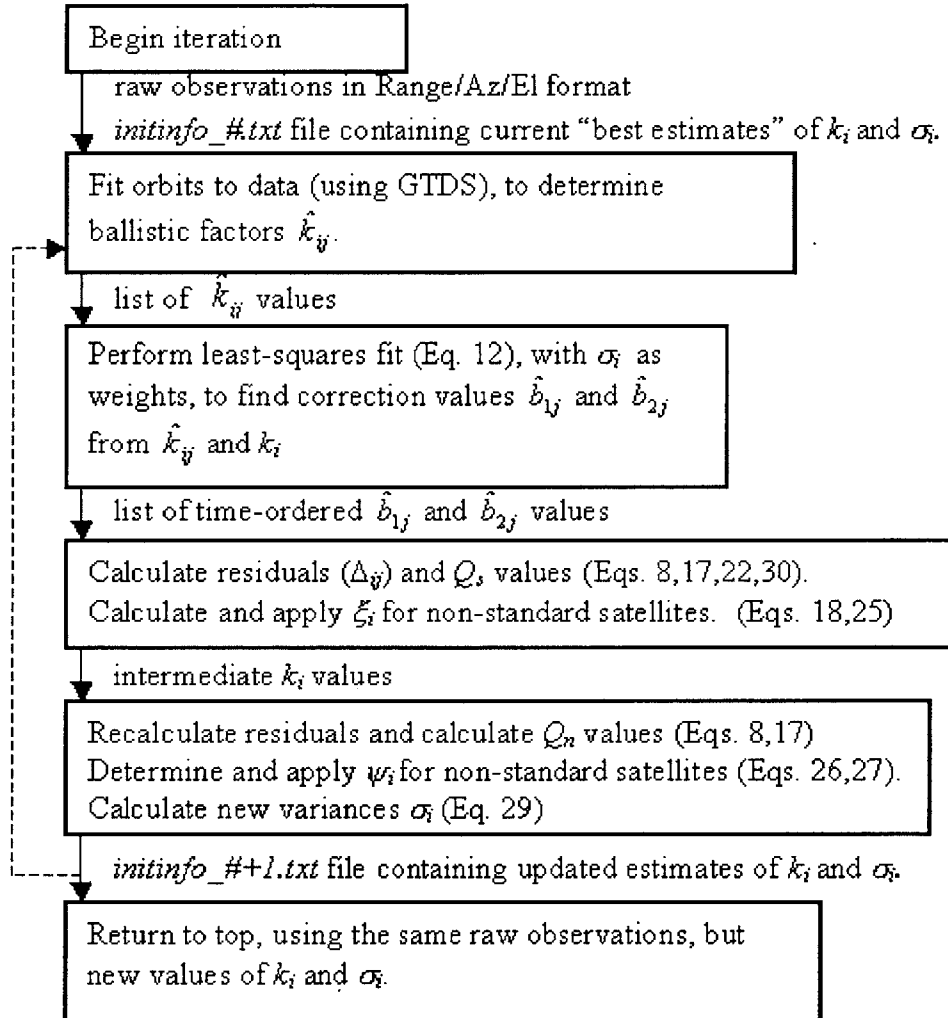 Begin iteration
raw observations in Range/Az/El format
initinfo_#.txt file containing current “best estimates” of kᵢ and σᵢ.
Fit orbits to data (using GTDS), to determine
ballistic factors k̂ᵢⱼ.
list of k̂ᵢⱼ values
Perform least-squares fit (Eq. 12), with σᵢ as
weights, to find correction values b̂₁ⱼ and b̂₂ⱼ
from k̂ᵢⱼ and kᵢ
list of time-ordered b̂₁ⱼ and b̂₂ⱼ values
Calculate residuals (Δᵢⱼ) and Qₛ values (Eqs. 8,17,22,30).
Calculate and apply ξᵢ for non-standard satellites. (Eqs. 18,25)
intermediate kᵢ values
Recalculate residuals and calculate Qₙ values (Eqs. 8,17)
Determine and apply ψᵢ for non-standard satellites (Eqs. 26,27).
Calculate new variances σᵢ (Eq. 29)
initinfo_#+1.txt file containing updated estimates of kᵢ and σᵢ.
Return to top, using the same raw observations, but
new values of kᵢ and σᵢ.